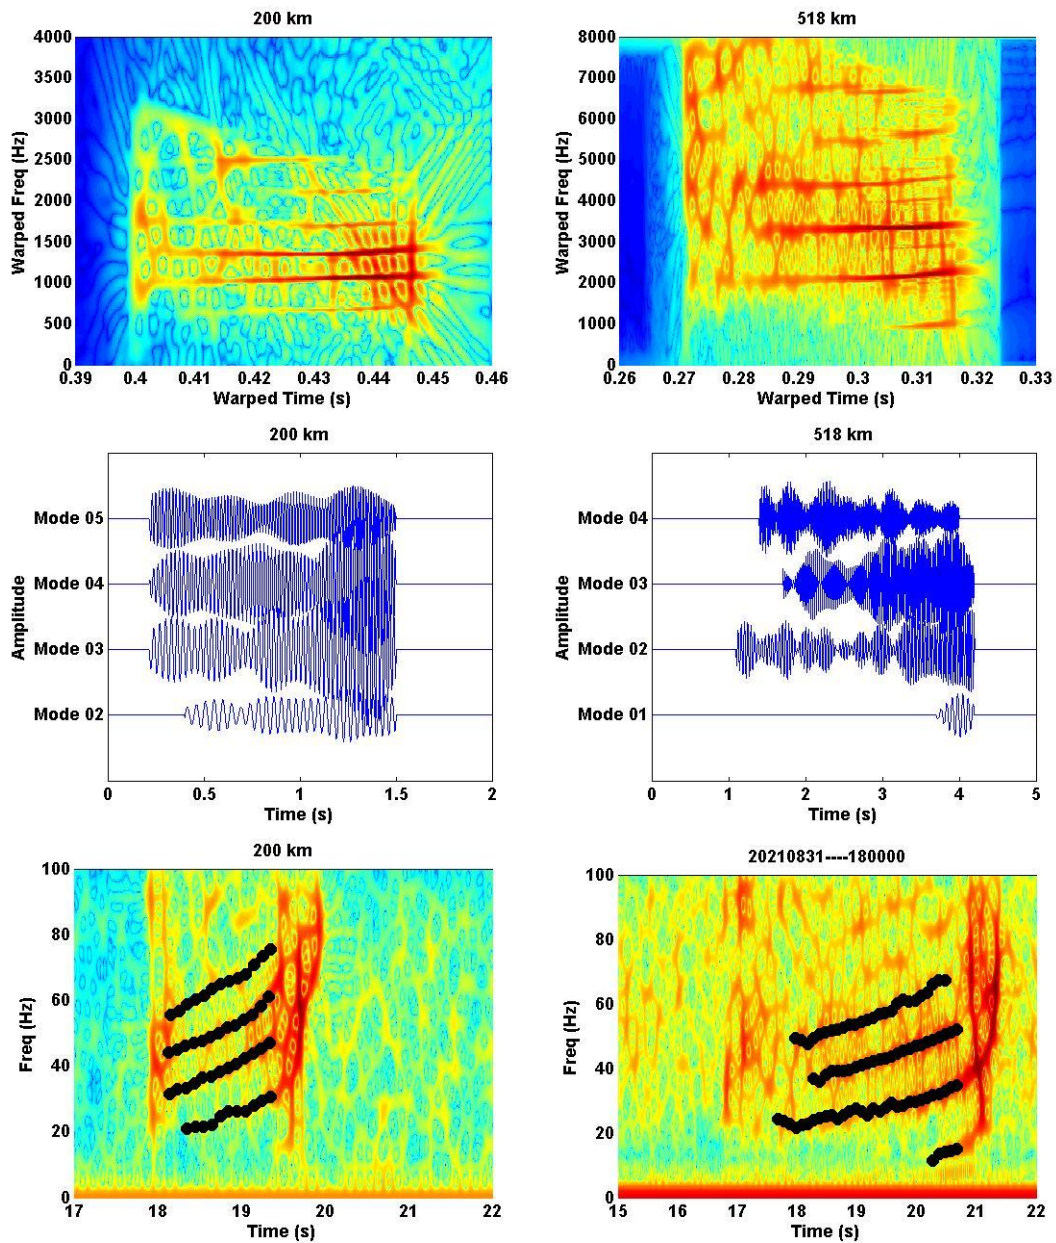 200 km
4000
3500
3000
2500
2000
1500
1000
500
0
Warped Freq (Hz)
0.39 0.4 0.41 0.42 0.43 0.44 0.45 0.46
Warped Time (s)
518 km
8000
7000
6000
5000
4000
3000
2000
1000
0
Warped Freq (Hz)
0.26 0.27 0.28 0.29 0.3 0.31 0.32 0.33
Warped Time (s)
200 km
Mode 05
Mode 04
Mode 03
Mode 02
Amplitude
0 0.5 1 1.5 2
Time (s)
518 km
Mode 04
Mode 03
Mode 02
Mode 01
Amplitude
0 1 2 3 4 5
Time (s)
200 km
100
80
60
40
20
0
Freq (Hz)
17 18 19 20 21 22
Time (s)
20210831----180000
100
80
60
40
20
0
Freq (Hz)
15 16 17 18 19 20 21 22
Time (s)